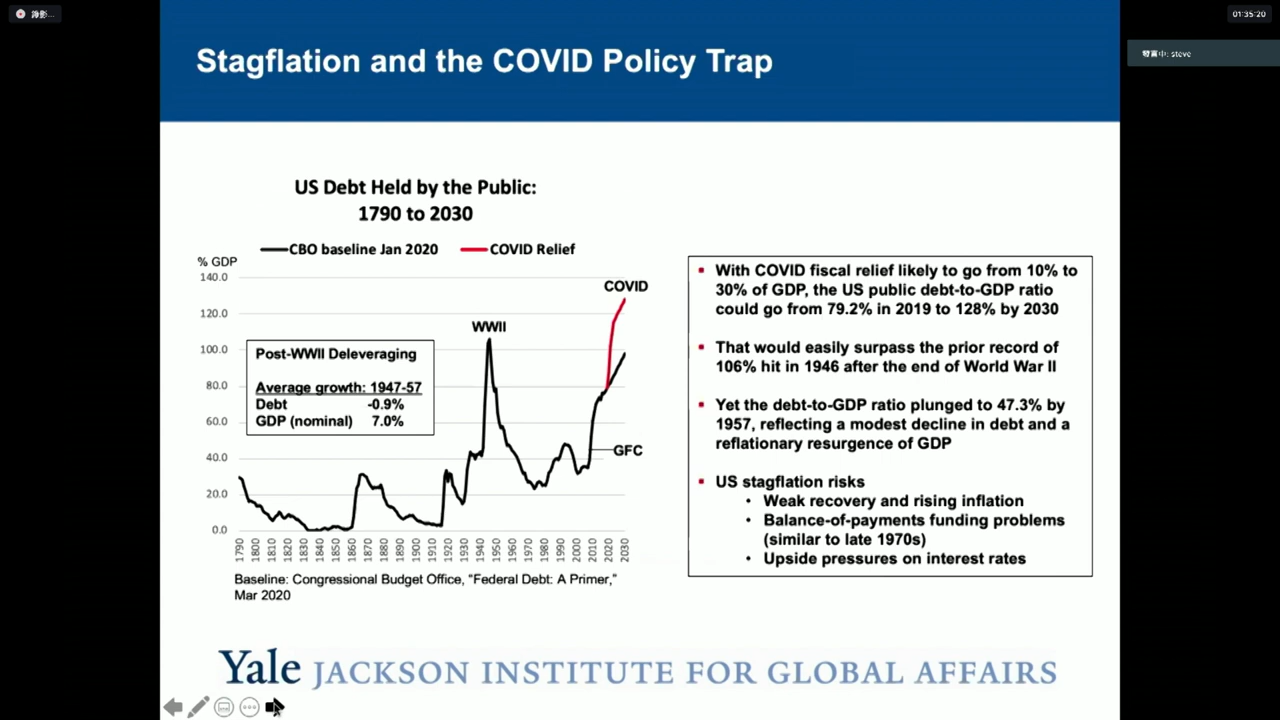 錄影...
01:35:20
發言中: steve
Stagflation and the COVID Policy Trap
US Debt Held by the Public:
1790 to 2030
CBO baseline Jan 2020
COVID Relief
% GDP
140.0
120.0
100.0
80.0
60.0
40.0
20.0
0.0
COVID
WWII
GFC
Post-WWII Deleveraging
Average growth: 1947-57
Debt -0.9%
GDP (nominal) 7.0%
1790 1800 1810 1820 1830 1840 1850 1860 1870 1880 1890 1900 1910 1920 1930 1940 1950 1960 1970 1980 1990 2000 2010 2020 2030
Baseline: Congressional Budget Office, "Federal Debt: A Primer,"
Mar 2020
▪ With COVID fiscal relief likely to go from 10% to
30% of GDP, the US public debt-to-GDP ratio
could go from 79.2% in 2019 to 128% by 2030
▪ That would easily surpass the prior record of
106% hit in 1946 after the end of World War II
▪ Yet the debt-to-GDP ratio plunged to 47.3% by
1957, reflecting a modest decline in debt and a
reflationary resurgence of GDP
▪ US stagflation risks
• Weak recovery and rising inflation
• Balance-of-payments funding problems
(similar to late 1970s)
• Upside pressures on interest rates
Yale JACKSON INSTITUTE FOR GLOBAL AFFAIRS